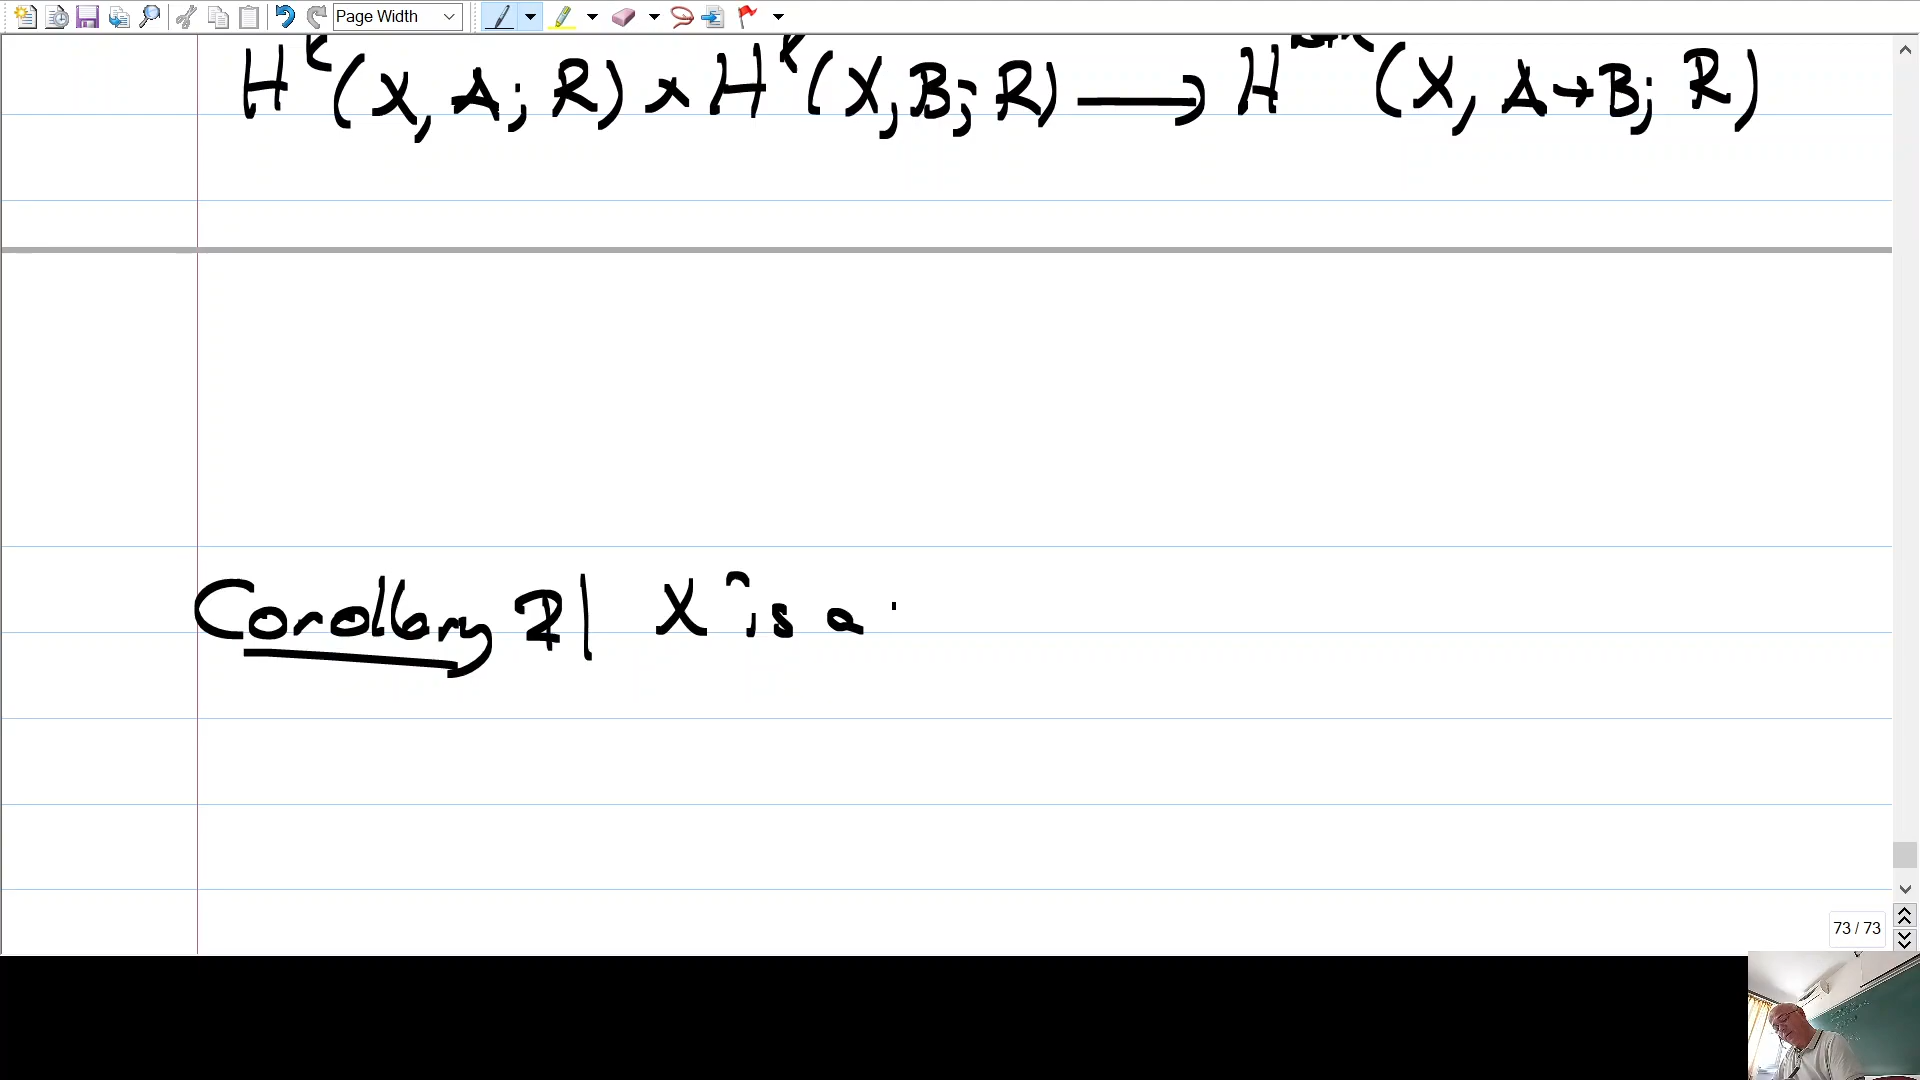 Page Width
H^k(X, A; R) × H^ℓ(X, B; R) ⟶ H (X, A+B; R)
Corollary 2| X is a
73 / 73